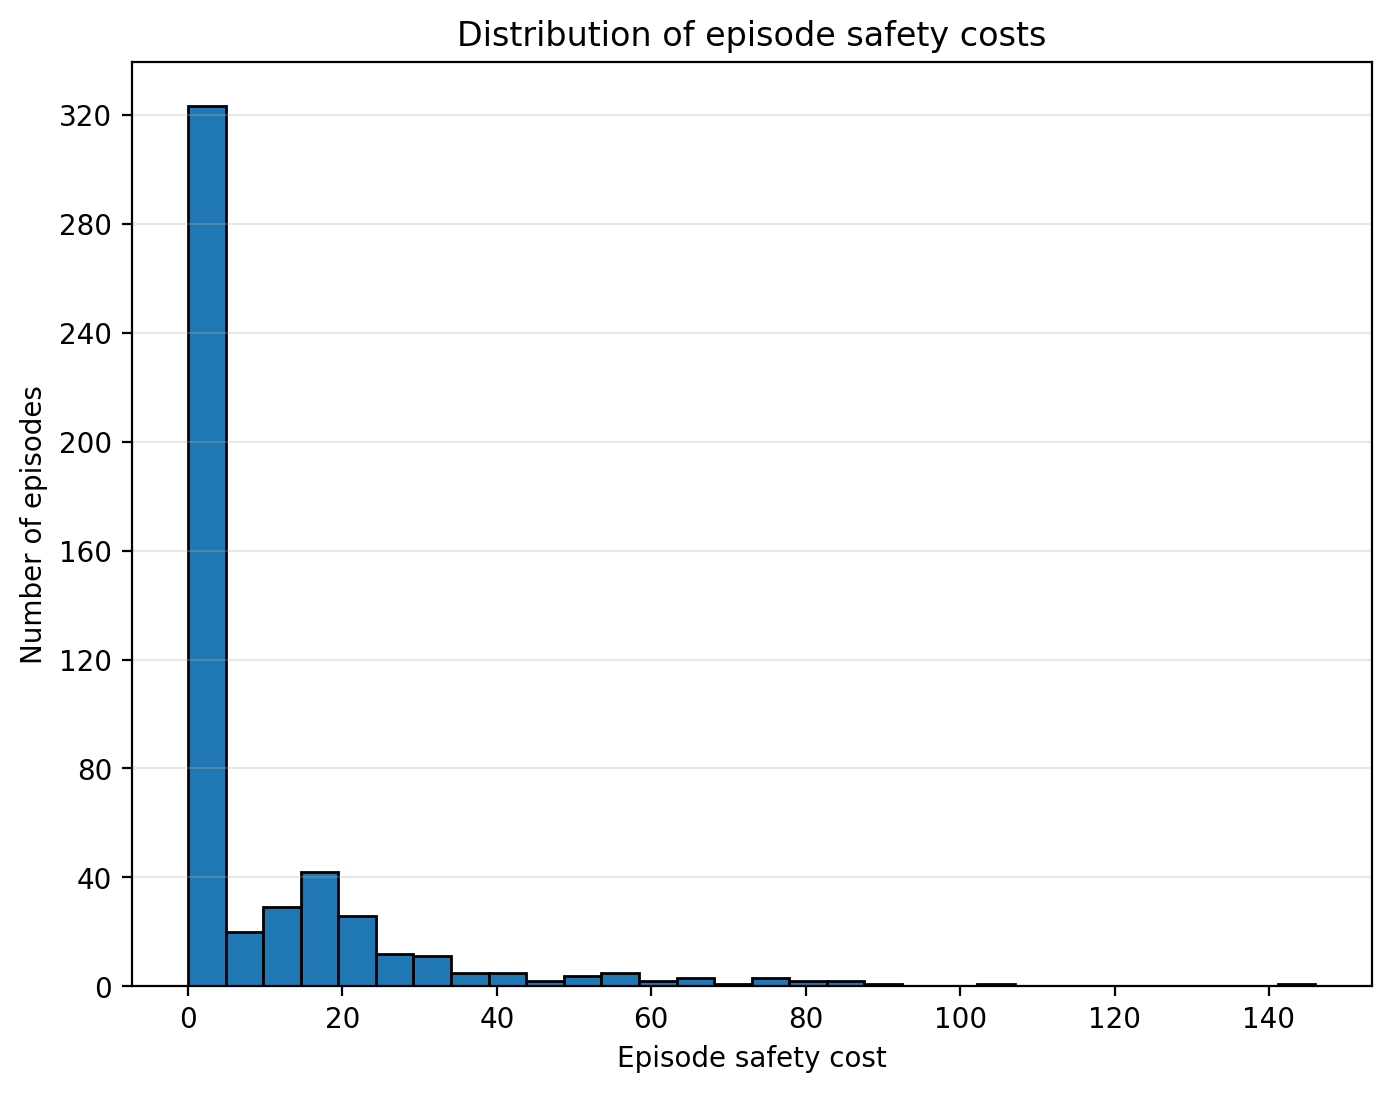 Distribution of episode safety costs
320
280
240
200
160
120
80
40
0
Number of episodes
0 20 40 60 80 100 120 140
Episode safety cost